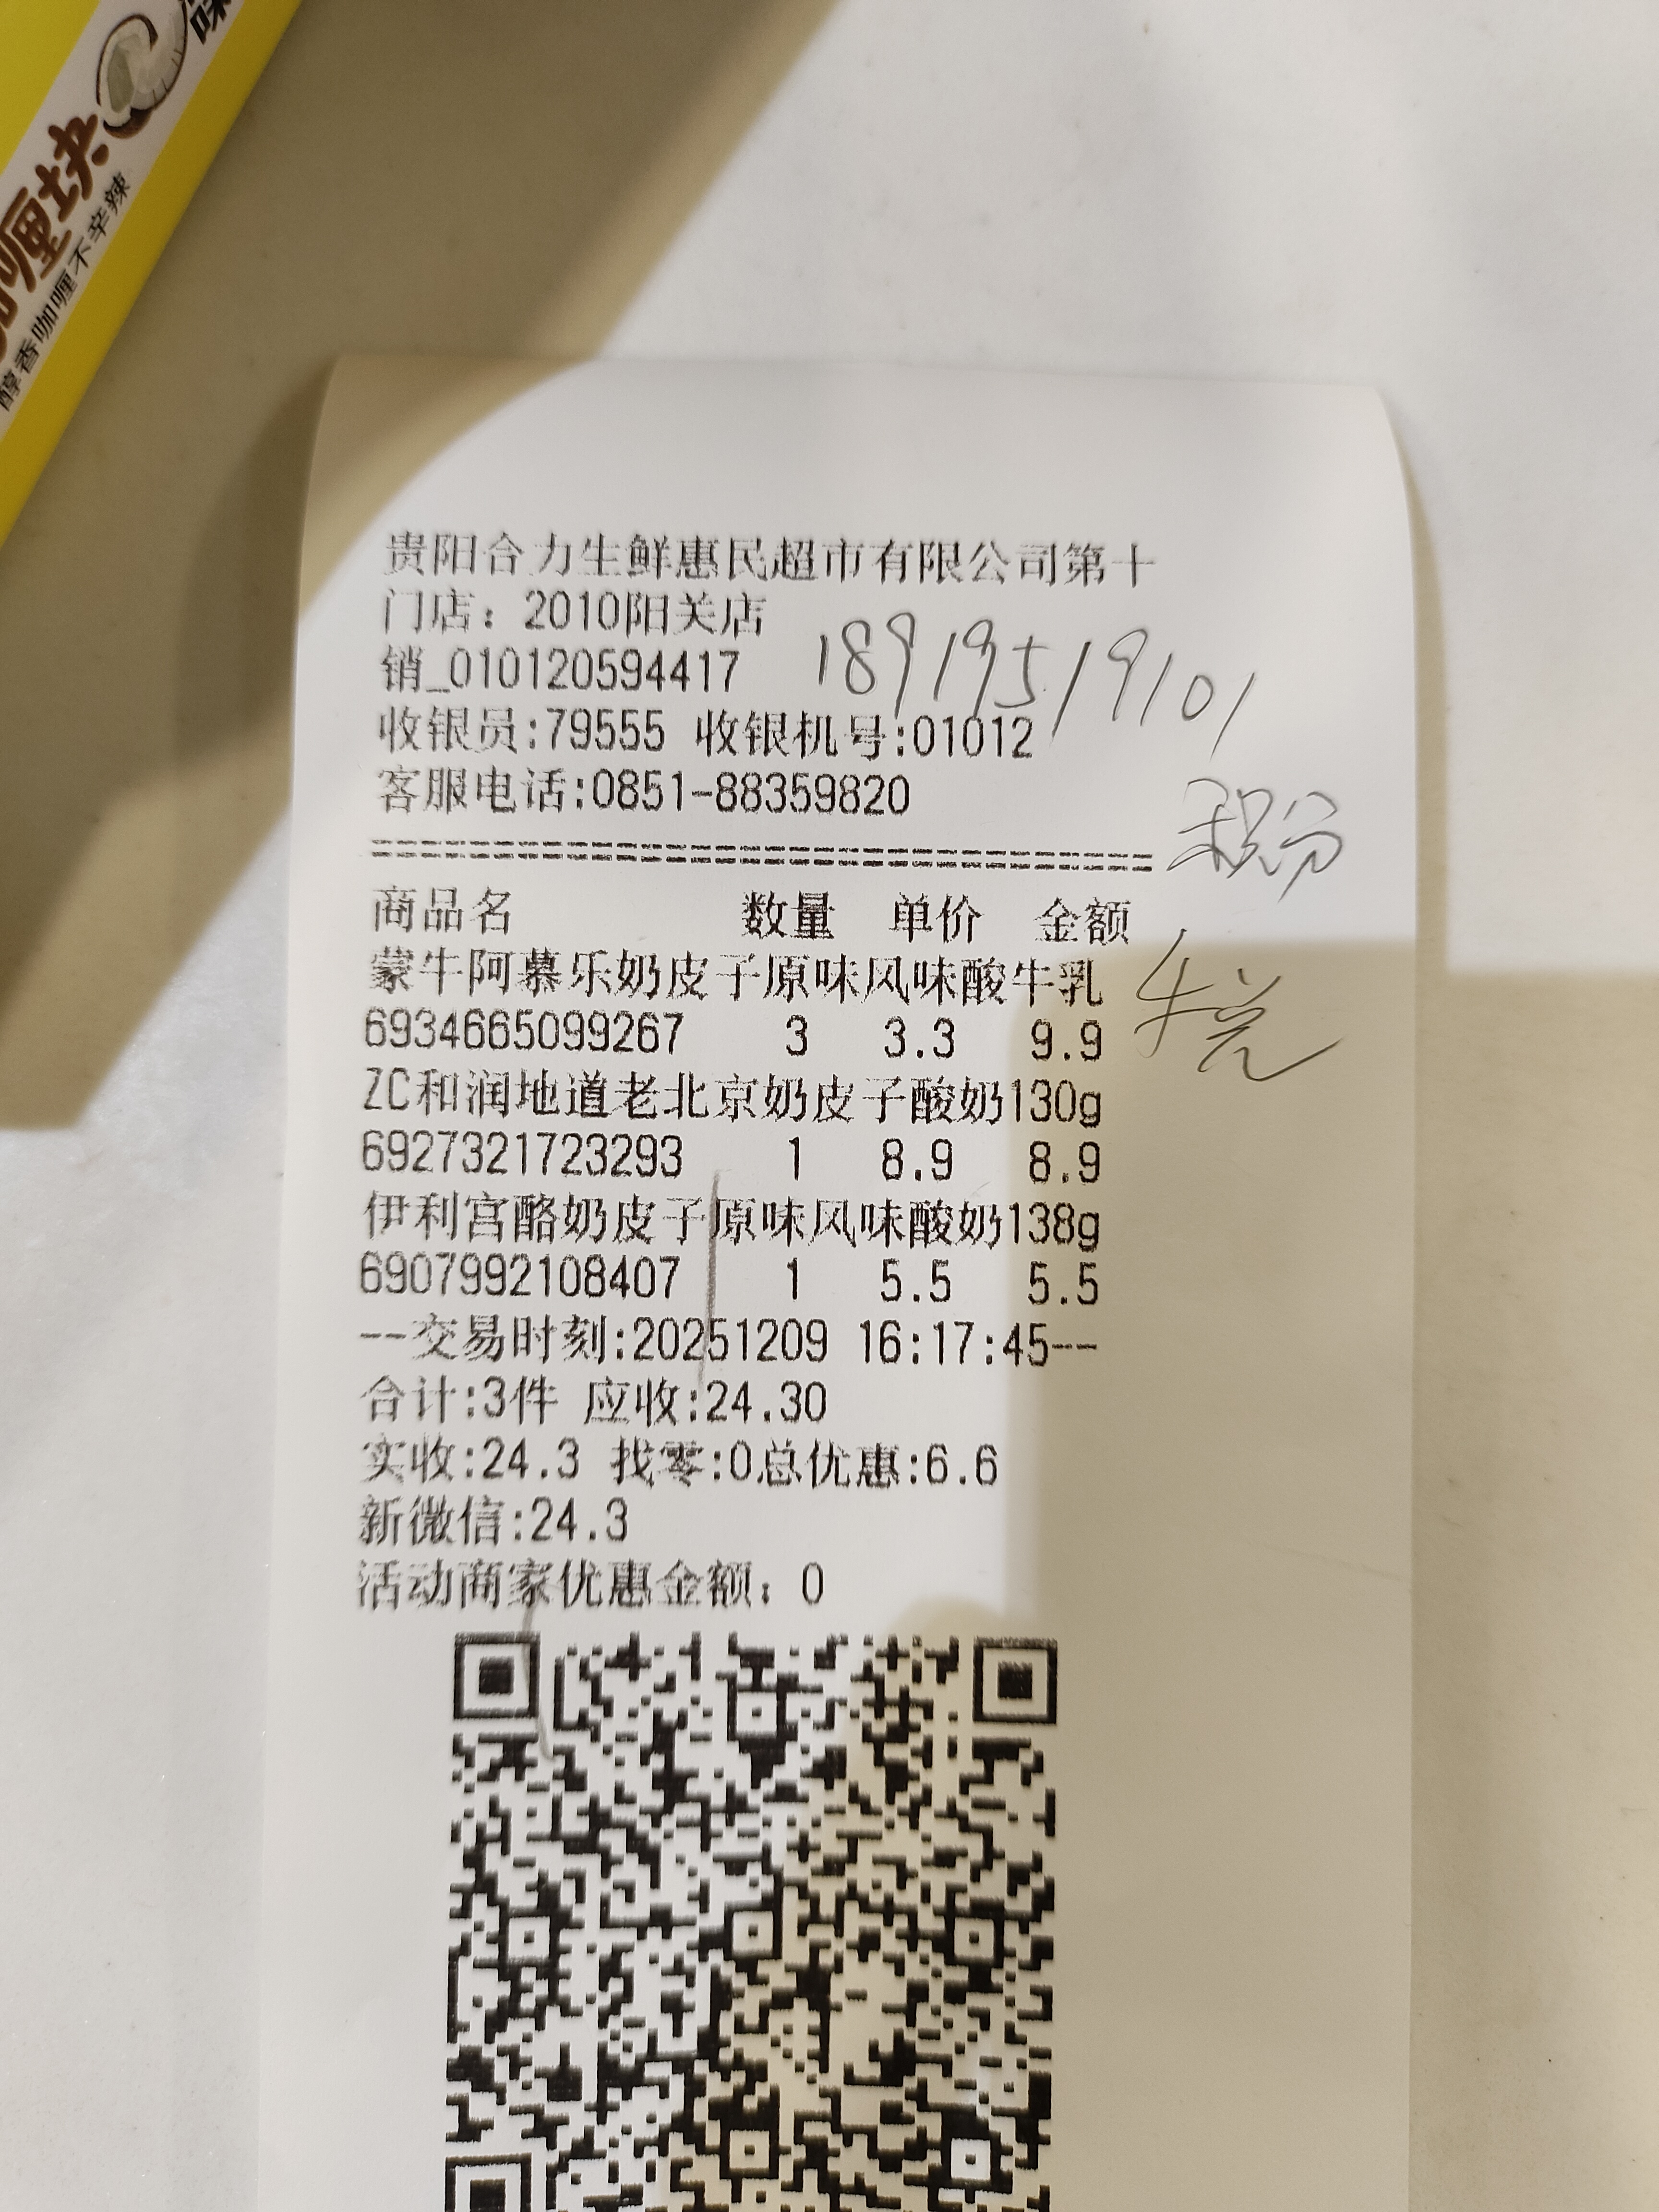 味
咖喱块
醇香咖喱不辛辣
贵阳合力生鲜惠民超市有限公司第十
门店：2010阳关店
销_010120594417
18919519101
收银员:79555 收银机号:01012
客服电话:0851-88359820
积分
商品名 数量 单价 金额
蒙牛阿慕乐奶皮子原味风味酸牛乳
6934665099267 3 3.3 9.9
ZC和润地道老北京奶皮子酸奶130g
6927321723293 1 8.9 8.9
伊利宫酪奶皮子原味风味酸奶138g
6907992108407 1 5.5 5.5
--交易时刻:20251209 16:17:45--
合计:3件 应收:24.30
实收:24.3 找零:0总优惠:6.6
新微信:24.3
活动商家优惠金额：0